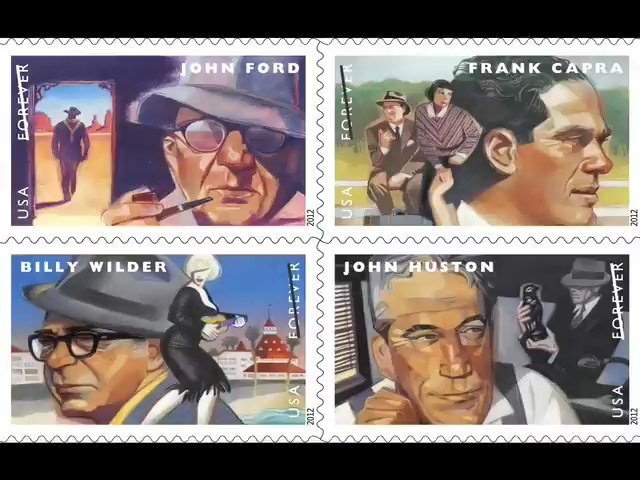 JOHN FORD
FOREVER
USA
2012
FRANK CAPRA
FOREVER
USA
2012
BILLY WILDER
FOREVER
USA
2012
JOHN HUSTON
FOREVER
USA
2012